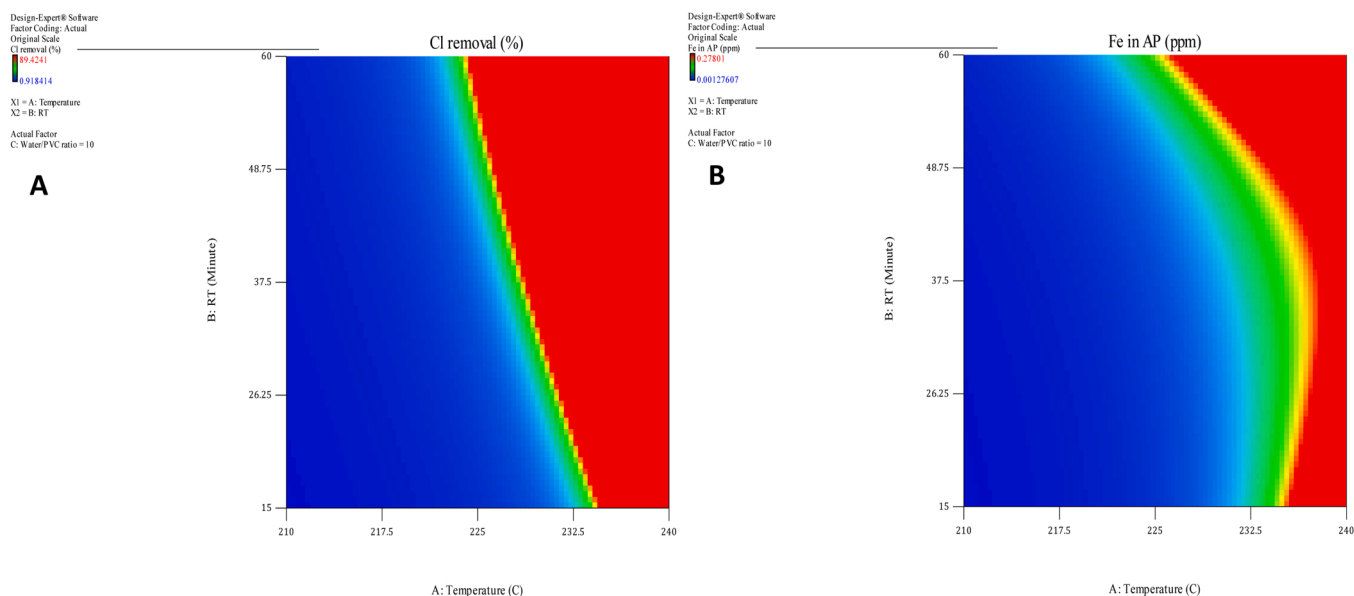 Design-Expert® Software
Factor Coding: Actual
Original Scale
Cl removal (%)
89.4241
0.918414
X1 = A: Temperature
X2 = B: RT
Actual Factor
C: Water/PVC ratio = 10
A
Cl removal (%)
60
48.75
37.5
26.25
15
B: RT (Minute)
210
217.5
225
232.5
240
A: Temperature (C)
Design-Expert® Software
Factor Coding: Actual
Original Scale
Fe in AP (ppm)
0.27801
0.00127607
X1 = A: Temperature
X2 = B: RT
Actual Factor
C: Water/PVC ratio = 10
B
Fe in AP (ppm)
60
48.75
37.5
26.25
15
B: RT (Minute)
210
217.5
225
232.5
240
A: Temperature (C)